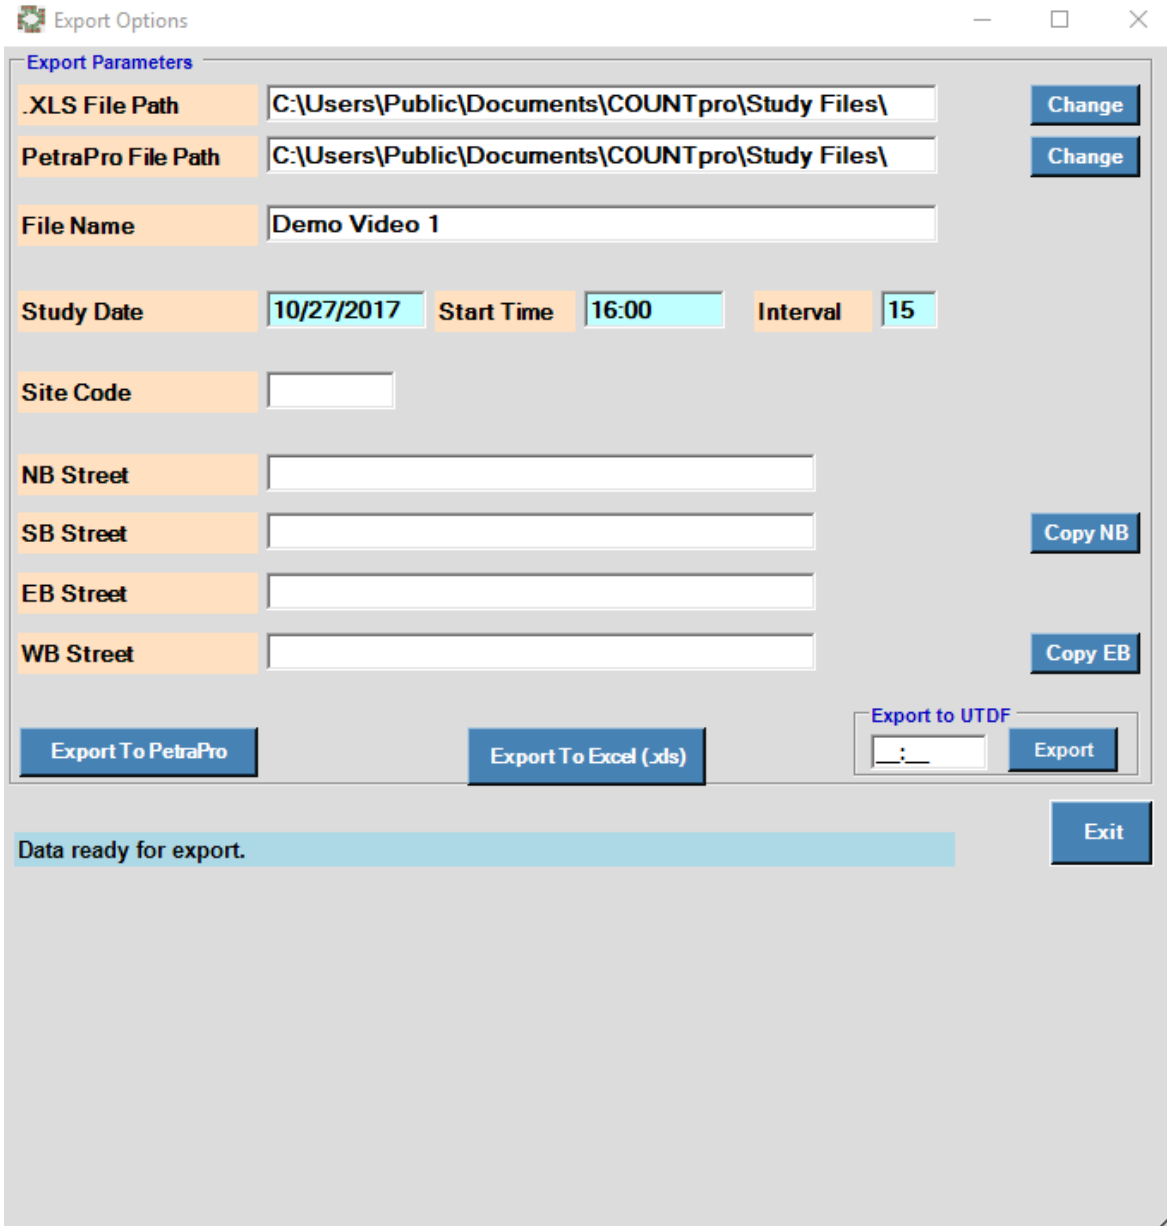 Export Options
Export Parameters
.XLS File Path C:\Users\Public\Documents\COUNTpro\Study Files\ Change
PetraPro File Path C:\Users\Public\Documents\COUNTpro\Study Files\ Change
File Name Demo Video 1
Study Date 10/27/2017 Start Time 16:00 Interval 15
Site Code
NB Street
SB Street Copy NB
EB Street
WB Street Copy EB
Export to UTDF
Export To PetraPro Export To Excel (.xls) __:__ Export
Exit
Data ready for export.